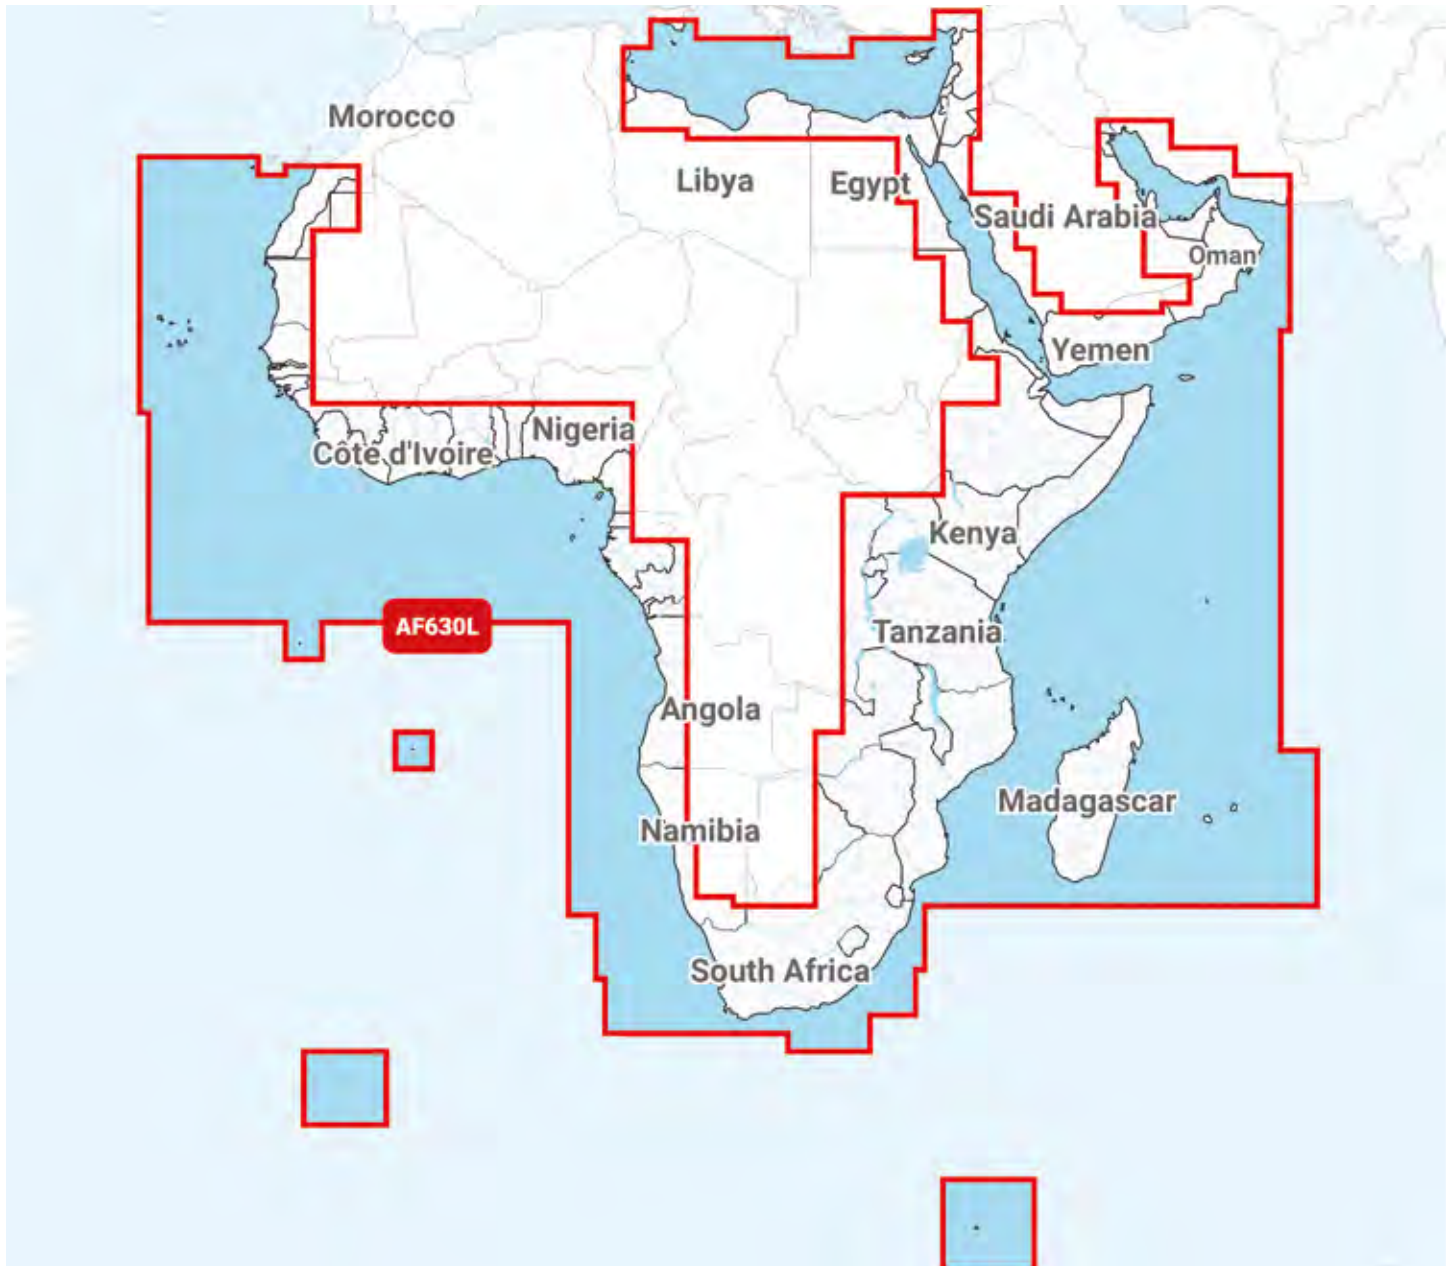 Morocco
Libya
Egypt
Saudi Arabia
Oman
Yemen
Nigeria
Côte d'Ivoire
Kenya
AF630L
Tanzania
Angola
Madagascar
Namibia
South Africa